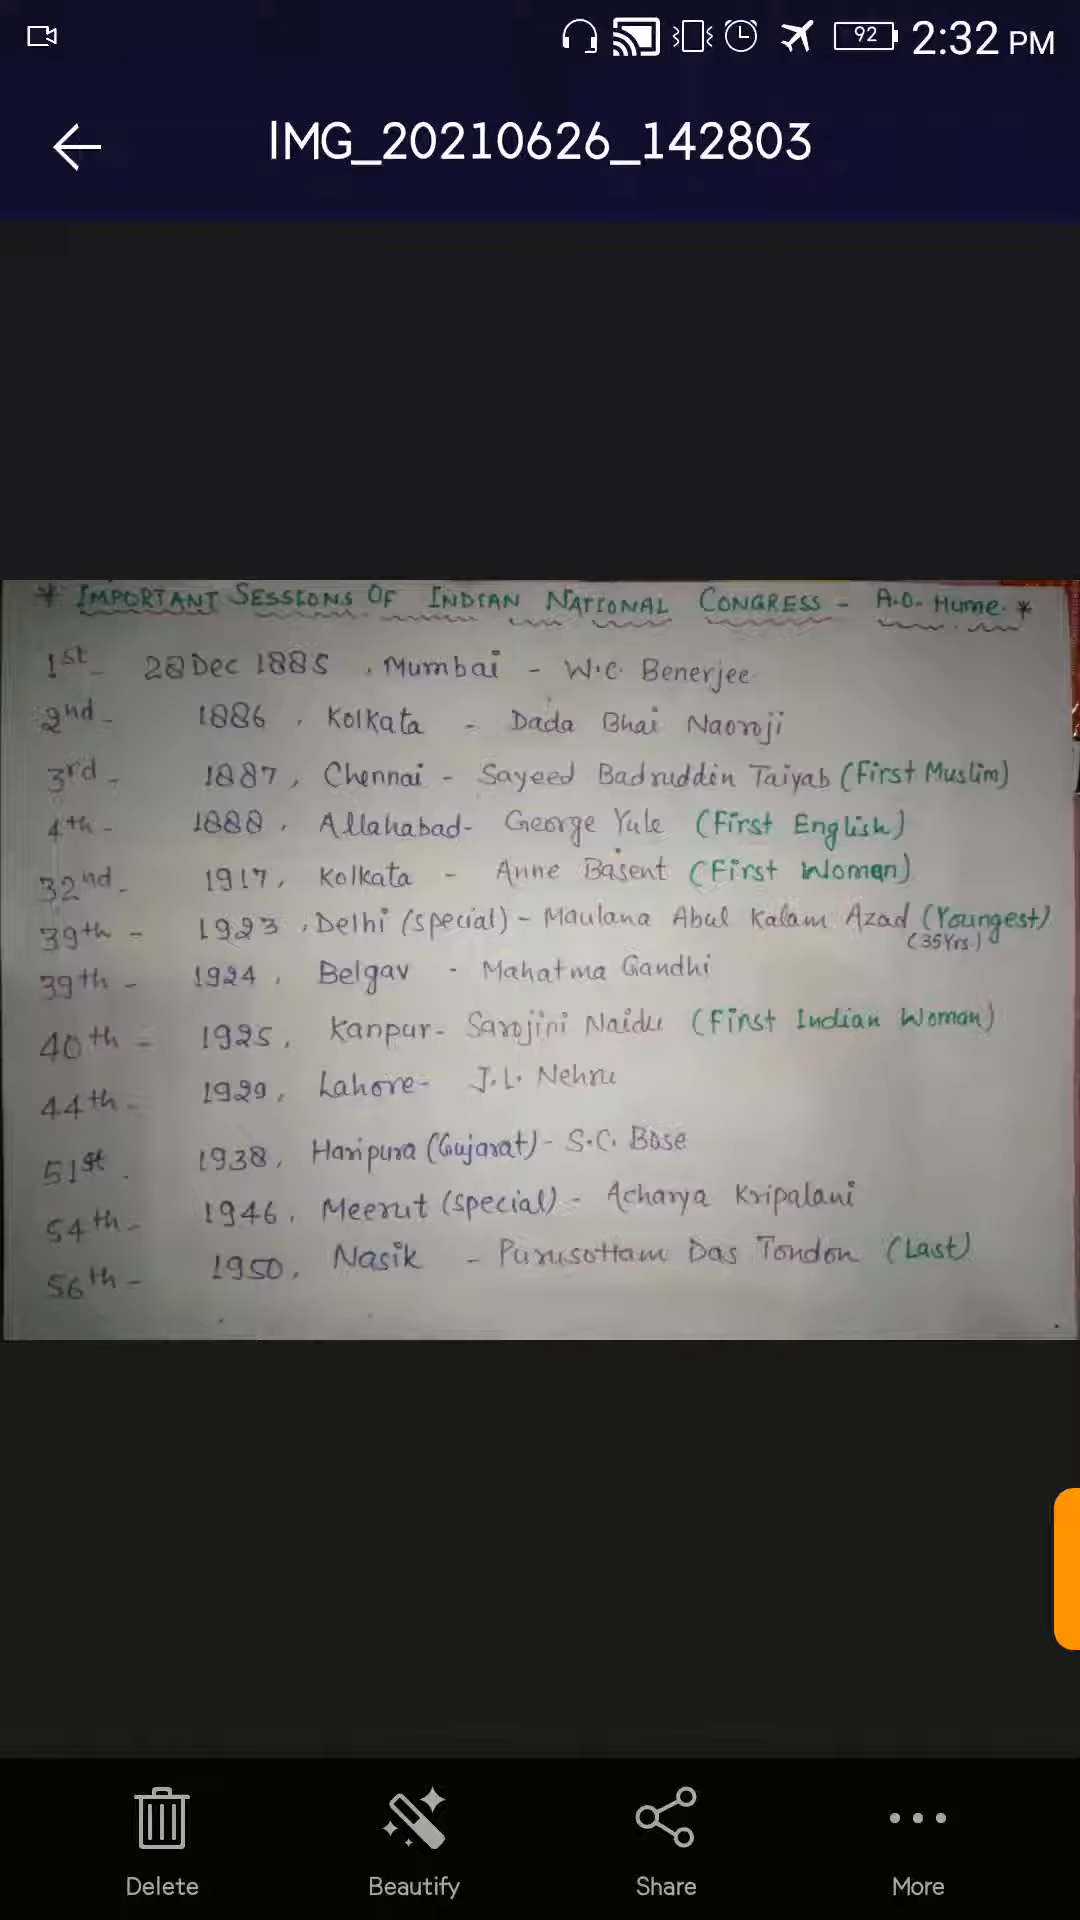 92 2:32 PM
IMG_20210626_142803
* IMPORTANT SESSIONS OF INDIAN NATIONAL CONGRESS - A.O. Hume. *
1st - 28 Dec 1885, Mumbai - W.C. Benerjee
2nd - 1886, Kolkata - Dada Bhai Naoroji
3rd - 1887, Chennai - Sayeed Badruddin Taiyab (First Muslim)
4th - 1888, Allahabad - George Yule (First English)
32nd - 1917, Kolkata - Anne Basent (First Woman)
39th - 1923, Delhi (Special) - Maulana Abul Kalam Azad (Youngest)
(35Yrs.)
39th - 1924, Belgav - Mahatma Gandhi
40th - 1925, Kanpur - Sarojini Naidu (First Indian Woman)
44th - 1929, Lahore - J.L. Nehru
51st. 1938, Haripura (Gujarat) - S.C. Bose
54th - 1946, Meerut (Special) - Acharya Kripalani
56th - 1950, Nasik - Purusottam Das Tondon (Last)
Delete Beautify Share More